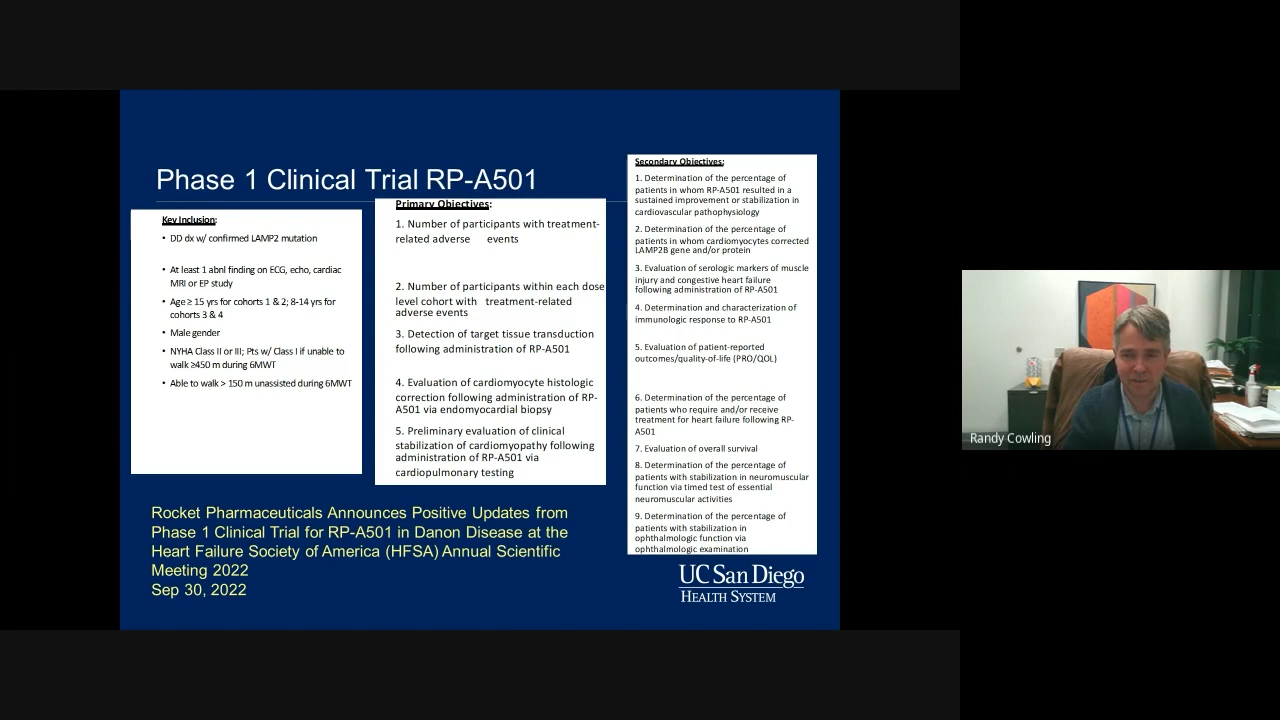 Phase 1 Clinical Trial RP-A501
Key Inclusion:
• DD dx w/ confirmed LAMP2 mutation
• At least 1 abnl finding on ECG, echo, cardiac
MRI or EP study
• Age ≥ 15 yrs for cohorts 1 & 2; 8-14 yrs for
cohorts 3 & 4
• Male gender
• NYHA Class II or III; Pts w/ Class I if unable to
walk ≥450 m during 6MWT
• Able to walk > 150 m unassisted during 6MWT
Primary Objectives:
1. Number of participants with treatment-
related adverse events
2. Number of participants within each dose
level cohort with treatment-related
adverse events
3. Detection of target tissue transduction
following administration of RP-A501
4. Evaluation of cardiomyocyte histologic
correction following administration of RP-
A501 via endomyocardial biopsy
5. Preliminary evaluation of clinical
stabilization of cardiomyopathy following
administration of RP-A501 via
cardiopulmonary testing
Secondary Objectives:
1. Determination of the percentage of
patients in whom RP-A501 resulted in a
sustained improvement or stabilization in
cardiovascular pathophysiology
2. Determination of the percentage of
patients in whom cardiomyocytes corrected
LAMP2B gene and/or protein
3. Evaluation of serologic markers of muscle
injury and congestive heart failure
following administration of RP-A501
4. Determination and characterization of
immunologic response to RP-A501
5. Evaluation of patient-reported
outcomes/quality-of-life (PRO/QOL)
6. Determination of the percentage of
patients who require and/or receive
treatment for heart failure following RP-
A501
7. Evaluation of overall survival
8. Determination of the percentage of
patients with stabilization in neuromuscular
function via timed test of essential
neuromuscular activities
9. Determination of the percentage of
patients with stabilization in
ophthalmologic function via
ophthalmologic examination
Rocket Pharmaceuticals Announces Positive Updates from
Phase 1 Clinical Trial for RP-A501 in Danon Disease at the
Heart Failure Society of America (HFSA) Annual Scientific
Meeting 2022
Sep 30, 2022
UC San Diego
HEALTH SYSTEM
Randy Cowling